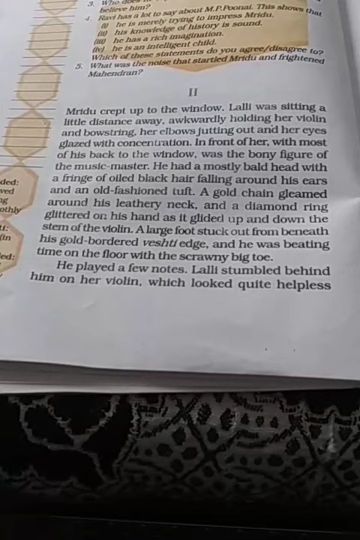 3. Who does
believe him?
4. Ravi has a lot to say about M.P.Poonai. This shows that
(i) he is merely trying to impress Mridu.
(ii) his knowledge of history is sound.
(iii) he has a rich imagination.
(iv) he is an intelligent child.
Which of these statements do you agree/disagree to?
5. What was the noise that startled Mridu and frightened
Mahendran?
II
Mridu crept up to the window. Lalli was sitting a
little distance away, awkwardly holding her violin
and bowstring, her elbows jutting out and her eyes
glazed with concentration. In front of her, with most
of his back to the window, was the bony figure of
the music-master. He had a mostly bald head with
a fringe of oiled black hair falling around his ears
and an old-fashioned tuft. A gold chain gleamed
around his leathery neck, and a diamond ring
glittered on his hand as it glided up and down the
stem of the violin. A large foot stuck out from beneath
his gold-bordered veshti edge, and he was beating
time on the floor with the scrawny big toe.
He played a few notes. Lalli stumbled behind
him on her violin, which looked quite helpless